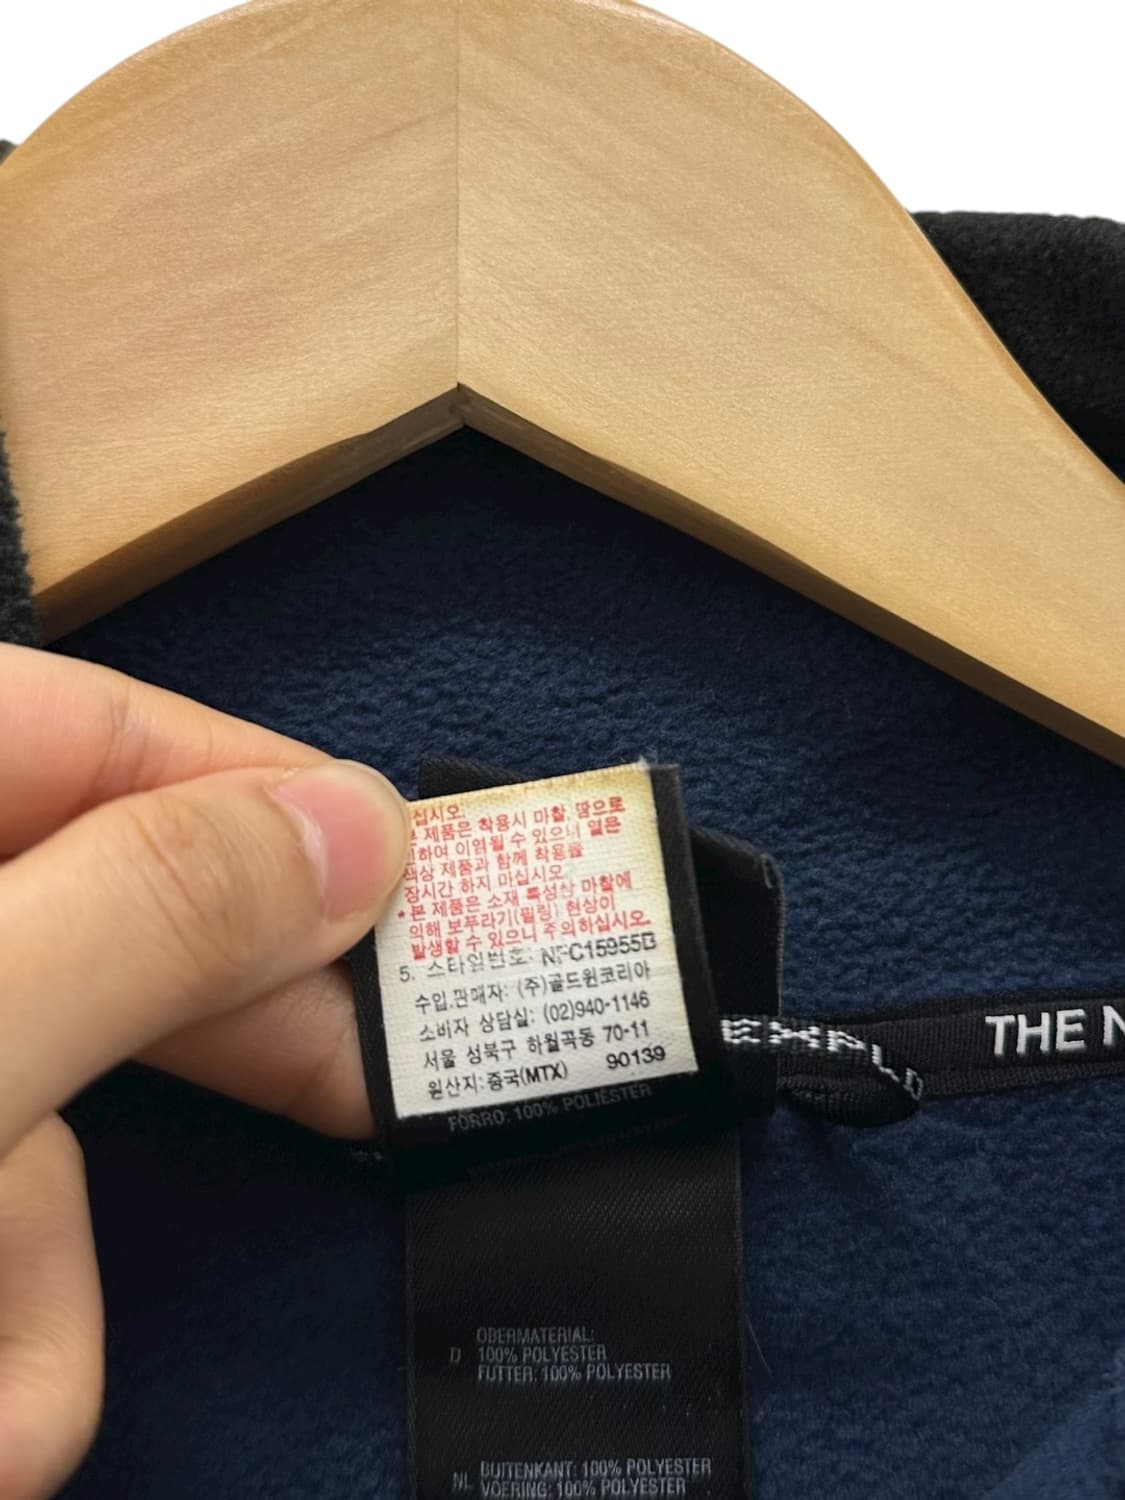 십시오.
본 제품은 착용시 마찰, 땀으로
하여 이염될 수 있으니 옅은
색상 제품과 함께 착용을
장시간 하지 마십시오.
*본 제품은 소재 특성상 마찰에
의해 보푸라기(필링) 현상이
발생할 수 있으니 주의하십시오.
5. 스타일번호: NFC15955B
수입.판매자: (주)골드윈코리아
소비자 상담실: (02)940-1146
서울 성북구 하월곡동 70-11
원산지:중국(MTX) 90139
FORRO: 100% POLIÉSTER
THE N
OBERMATERIAL:
D 100% POLYESTER
FUTTER: 100% POLYESTER
NL BUITENKANT: 100% POLYESTER
VOERING: 100% POLYESTER